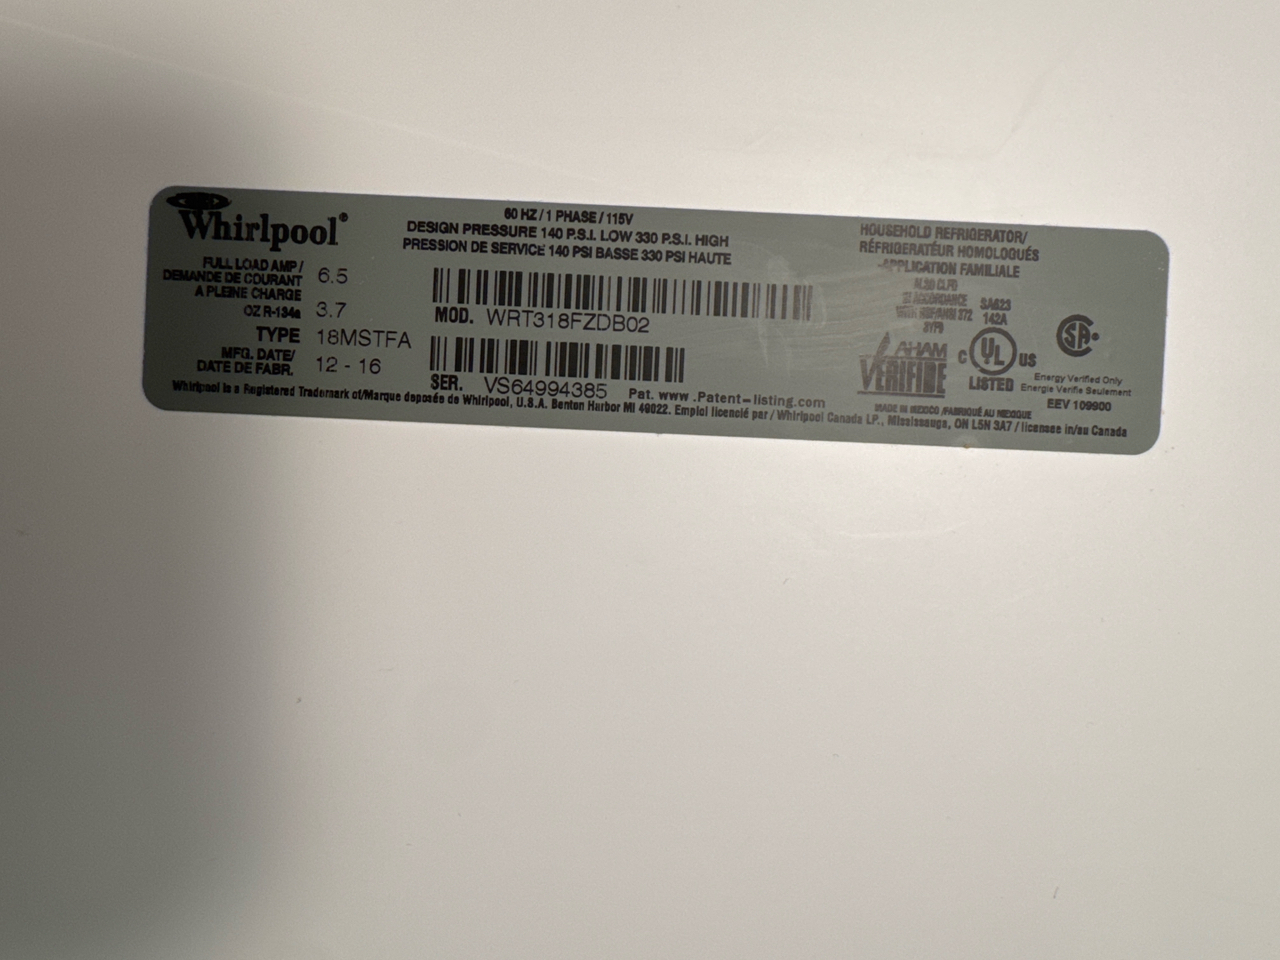 Whirlpool®
60 HZ / 1 PHASE / 115V
DESIGN PRESSURE 140 P.S.I. LOW 330 P.S.I. HIGH
PRESSION DE SERVICE 140 PSI BASSE 330 PSI HAUTE
FULL LOAD AMP /
DEMANDE DE COURANT 6.5
A PLEINE CHARGE
OZ R-134a 3.7
TYPE 18MSTFA
MFG. DATE/
DATE DE FABR. 12 - 16
MOD. WRT318FZDB02
SER. VS64994385
Pat. www .Patent-listing.com
HOUSEHOLD REFRIGERATOR/
RÉFRIGERATÉUR HOMOLOGUÉS
APPLICATION FAMILIALE
SA623
142A
AHAM
VERIFIDE
C UL US
LISTED
SA
Energy Verified Only
Energie Verifie Seulement
EEV 109900
MADE IN MEXICO /FABRIQUÉ AU MEXIQUE
Whirlpool is a Registered Trademark of/Marque deposée de Whirlpool, U.S.A. Benton Harbor MI 49022. Emploi licencié par / Whirlpool Canada LP., Mississauga, ON L5N 3A7 / licensee in/au Canada